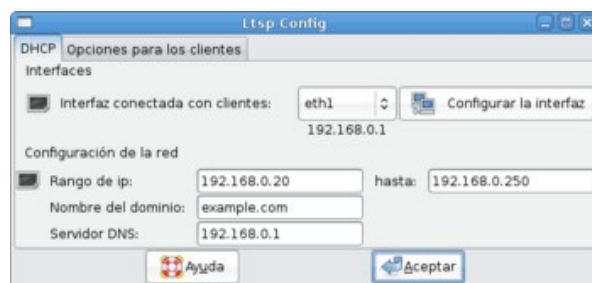 Ltsp Config
DHCP Opciones para los clientes
Interfaces
Interfaz conectada con clientes: eth1 Configurar la interfaz
192.168.0.1
Configuración de la red
Rango de ip: 192.168.0.20 hasta: 192.168.0.250
Nombre del dominio: example.com
Servidor DNS: 192.168.0.1
Ayuda Aceptar